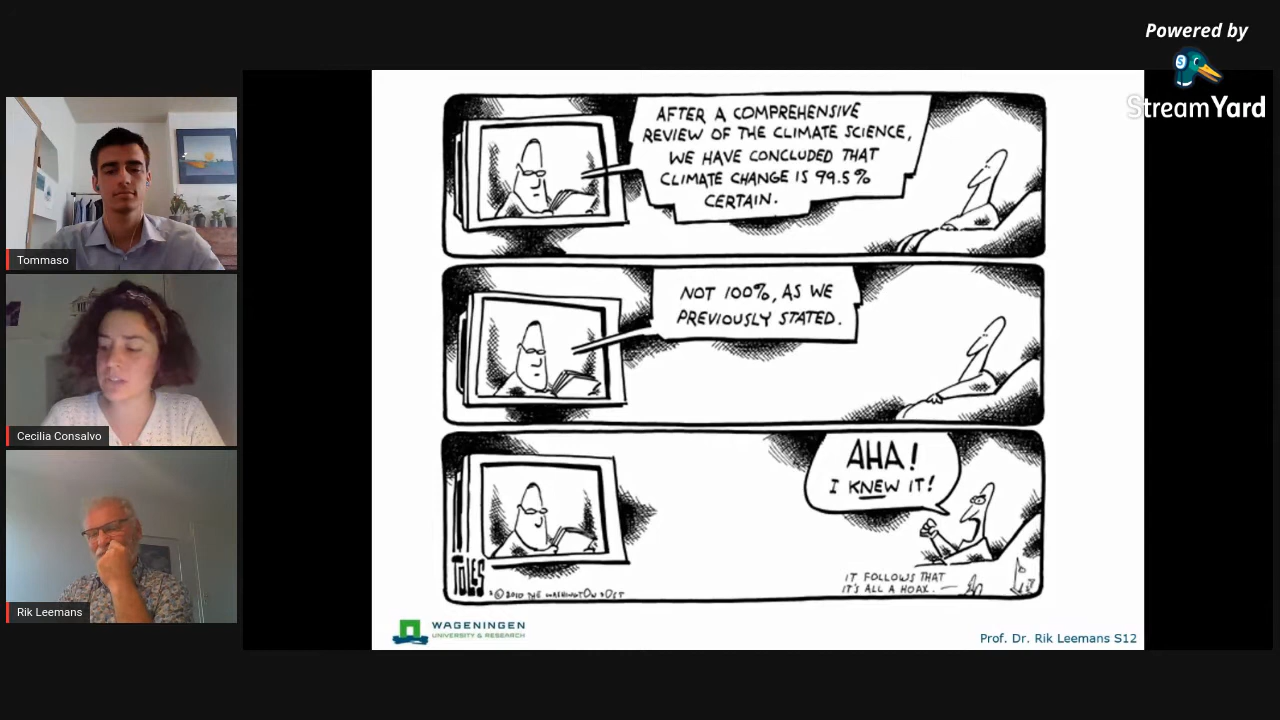 Powered by
StreamYard
Tommaso
Cecilia Consalvo
Rik Leemans
AFTER A COMPREHENSIVE
REVIEW OF THE CLIMATE SCIENCE,
WE HAVE CONCLUDED THAT
CLIMATE CHANGE IS 99.5%
CERTAIN.
NOT 100%, AS WE
PREVIOUSLY STATED.
AHA!
I KNEW IT!
IT FOLLOWS THAT
IT'S ALL A HOAX.
TOLES
©2010 THE WASHINGTON POST
WAGENINGEN
UNIVERSITY & RESEARCH
Prof. Dr. Rik Leemans S12